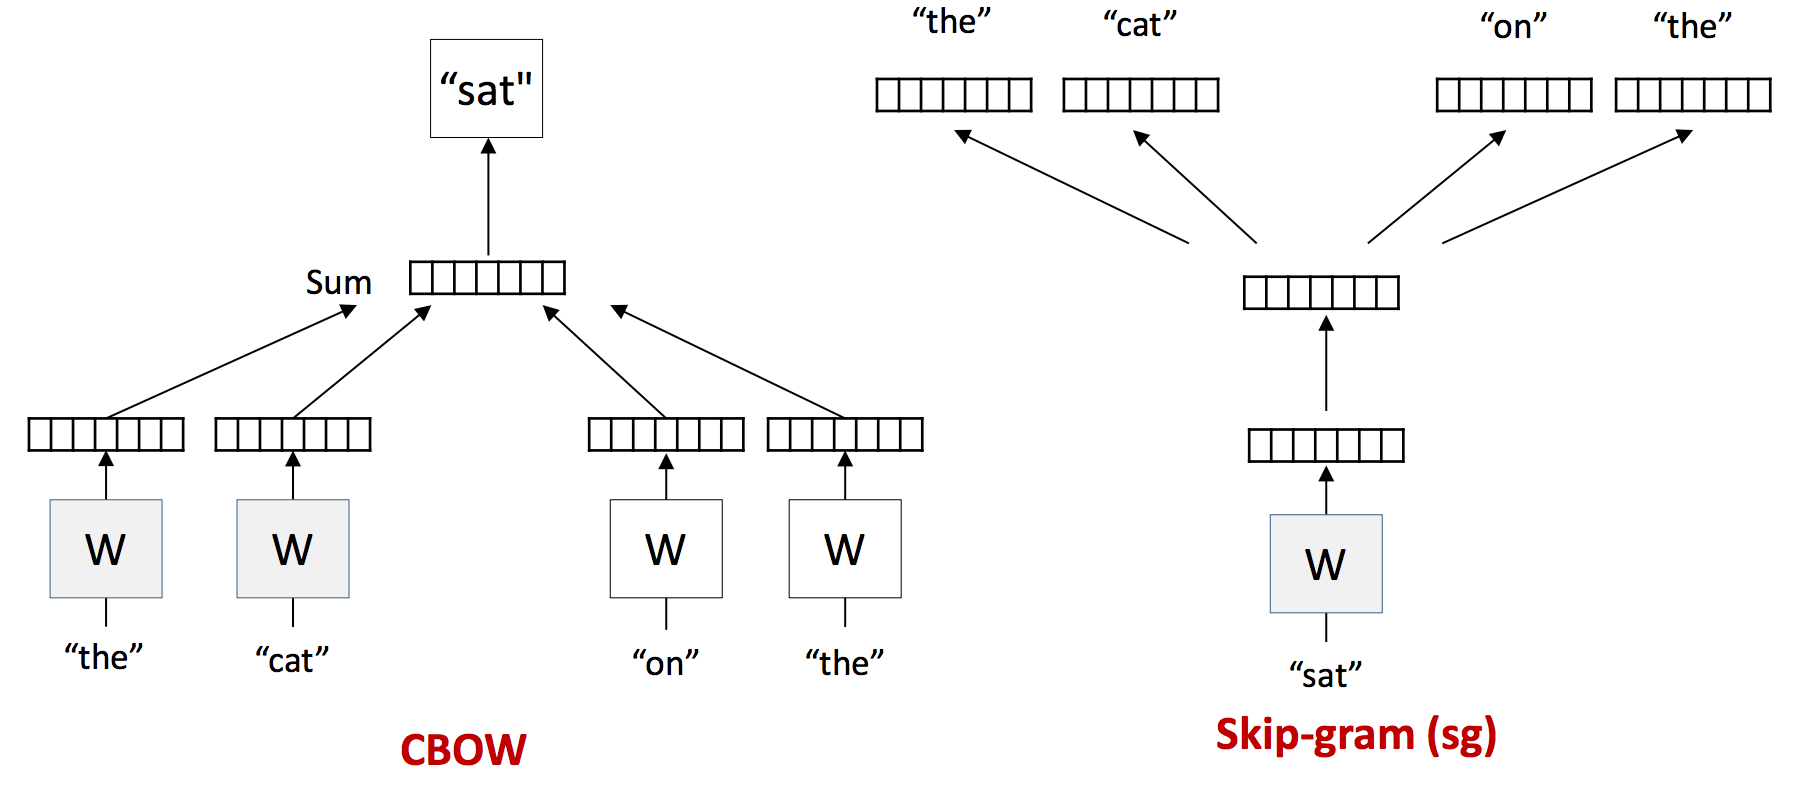 “sat"
Sum
W W W W
“the” “cat” “on” “the”
CBOW
“the” “cat” “on” “the”
W
“sat”
Skip-gram (sg)